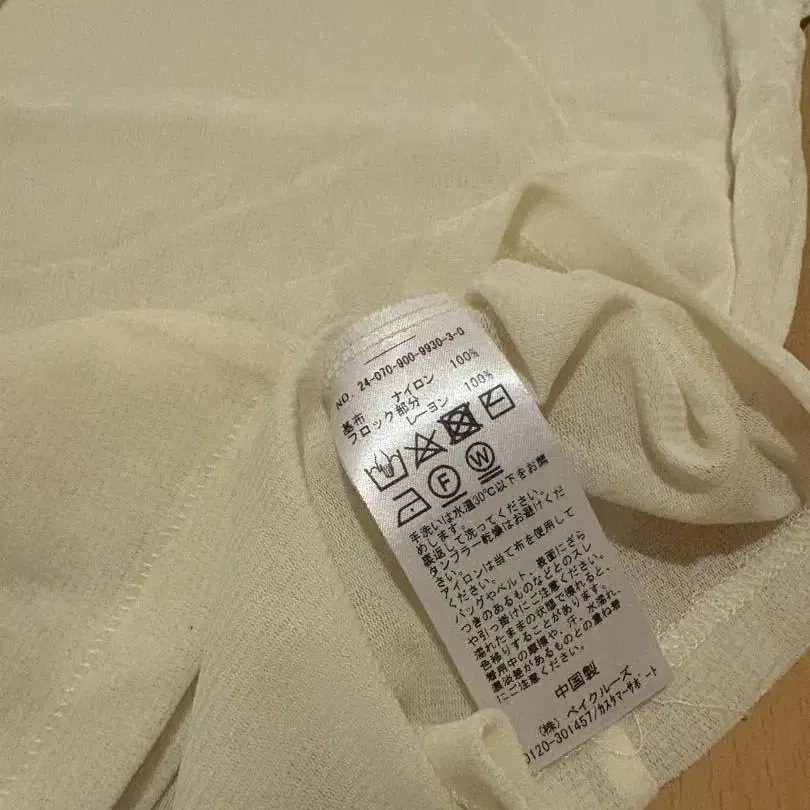 NO. 24-070-900-9930-3-0
基布 ナイロン 100%
フロック部分
レーヨン 100%
F W
手洗いは水温30℃以下をお薦
めします。
裏返して洗ってください。
タンブラー乾燥はお避けくだ
さい。
アイロンは当て布を使用して
ください。
バッグやベルト、表面にざら
つきのあるものなどとのスレ
や引っ掛けにご注意ください。
濡れたままの状態で擦れると、
色移りすることがあります。
着用中の摩擦や、汗、水濡れ、
濃淡差があるものとの重ね着
にご注意ください。
中国製
(株) ベイクルーズ
0120-301457/カスタマーサポート